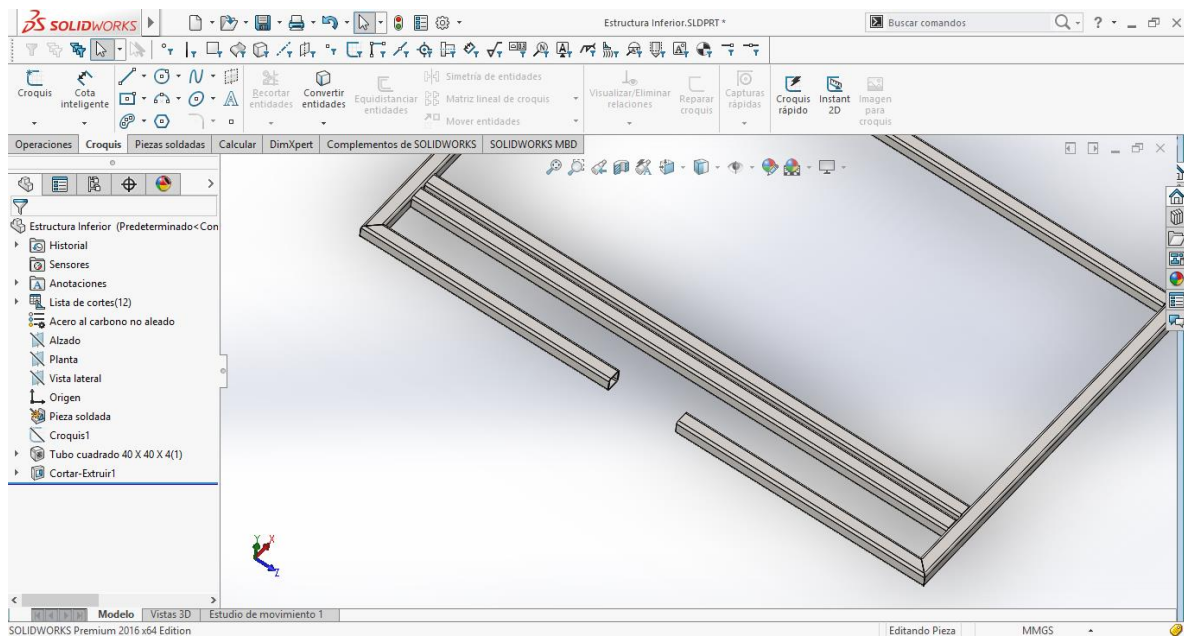 SOLIDWORKS
Estructura Inferior.SLDPRT *
Buscar comandos
Croquis
Cota inteligente
Recortar entidades
Convertir entidades
Equidistanciar entidades
Simetría de entidades
Matriz lineal de croquis
Mover entidades
Visualizar/Eliminar relaciones
Reparar croquis
Capturas rápidas
Croquis rápido
Instant 2D
Imagen para croquis
Operaciones Croquis Piezas soldadas Calcular DimXpert Complementos de SOLIDWORKS SOLIDWORKS MBD
Estructura Inferior (Predeterminado<Con
Historial
Sensores
Anotaciones
Lista de cortes(12)
Acero al carbono no aleado
Alzado
Planta
Vista lateral
Origen
Pieza soldada
Croquis1
Tubo cuadrado 40 X 40 X 4(1)
Cortar-Extruir1
Y
X
Z
Modelo Vistas 3D Estudio de movimiento 1
SOLIDWORKS Premium 2016 x64 Edition
Editando Pieza
MMGS